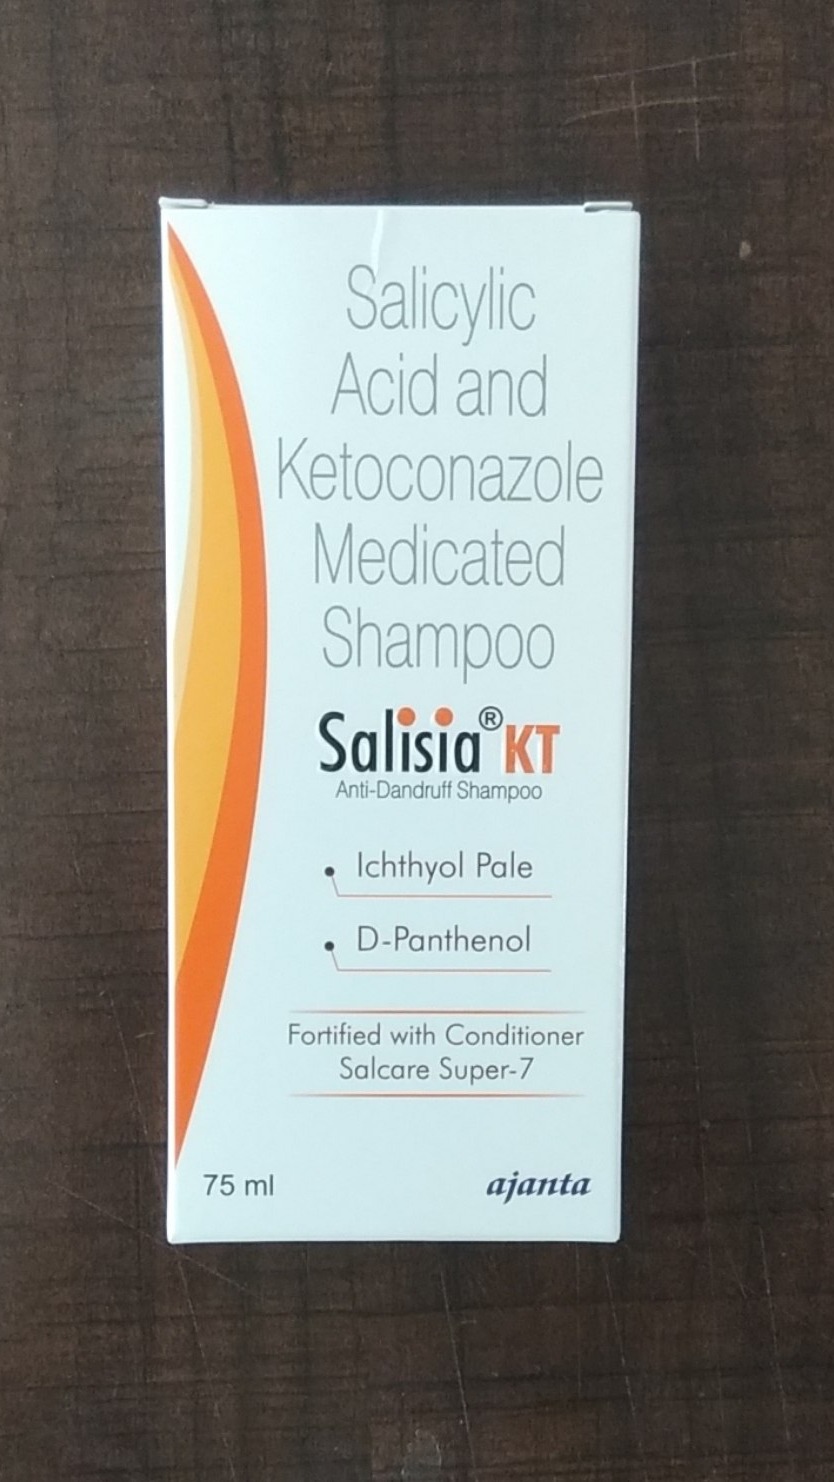 Salicylic
Acid and
Ketoconazole
Medicated
Shampoo
Salisia® KT
Anti-Dandruff Shampoo
• Ichthyol Pale
• D-Panthenol
Fortified with Conditioner
Salcare Super-7
75 ml
ajanta